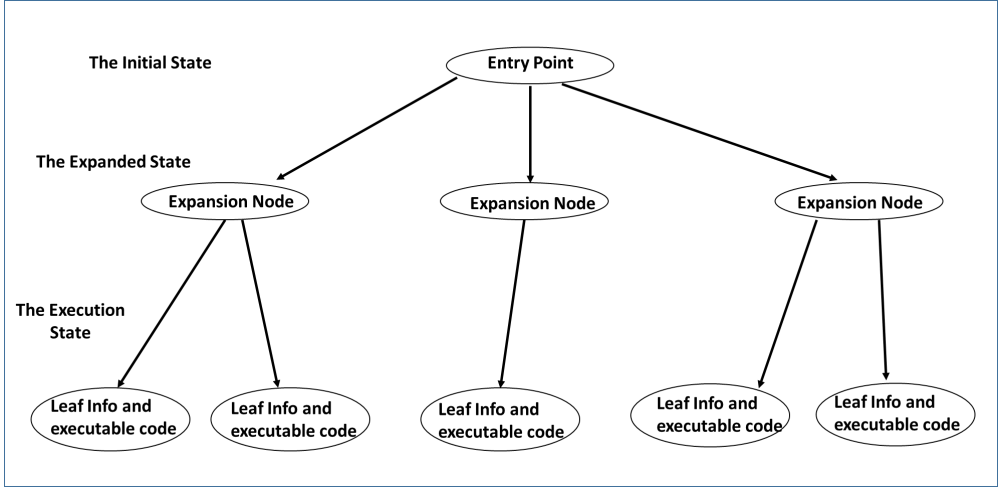 The Initial State
Entry Point
The Expanded State
Expansion Node
Expansion Node
Expansion Node
The Execution
State
Leaf Info and
executable code
Leaf Info and
executable code
Leaf Info and
executable code
Leaf Info and
executable code
Leaf Info and
executable code